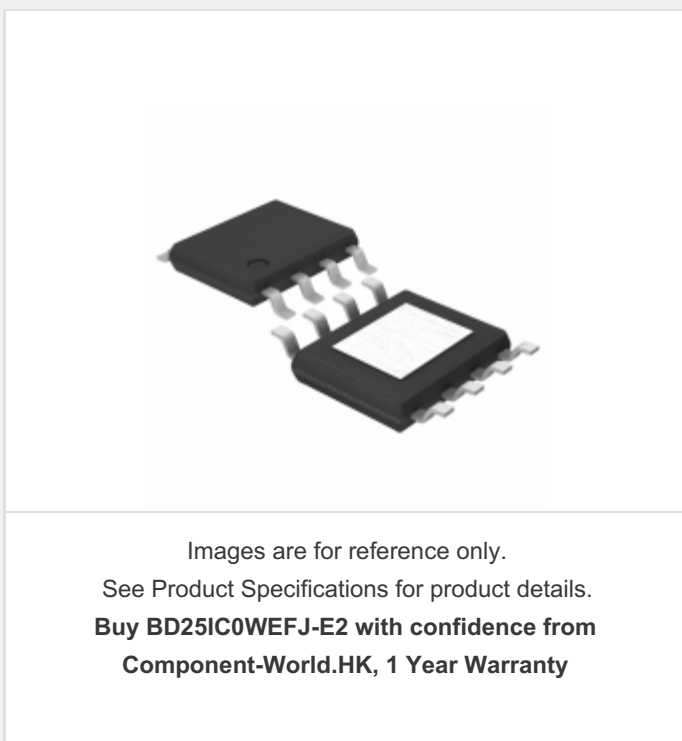 Images are for reference only.
See Product Specifications for product details.
Buy BD25IC0WEFJ-E2 with confidence from
Component-World.HK, 1 Year Warranty